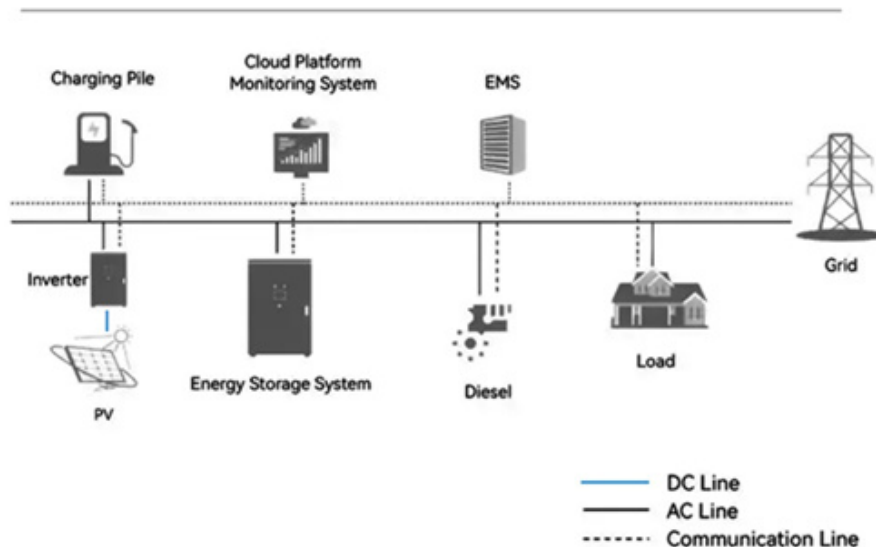 Charging Pile
Cloud Platform
Monitoring System
EMS
Inverter
Grid
PV
Energy Storage System
Diesel
Load
DC Line
AC Line
Communication Line